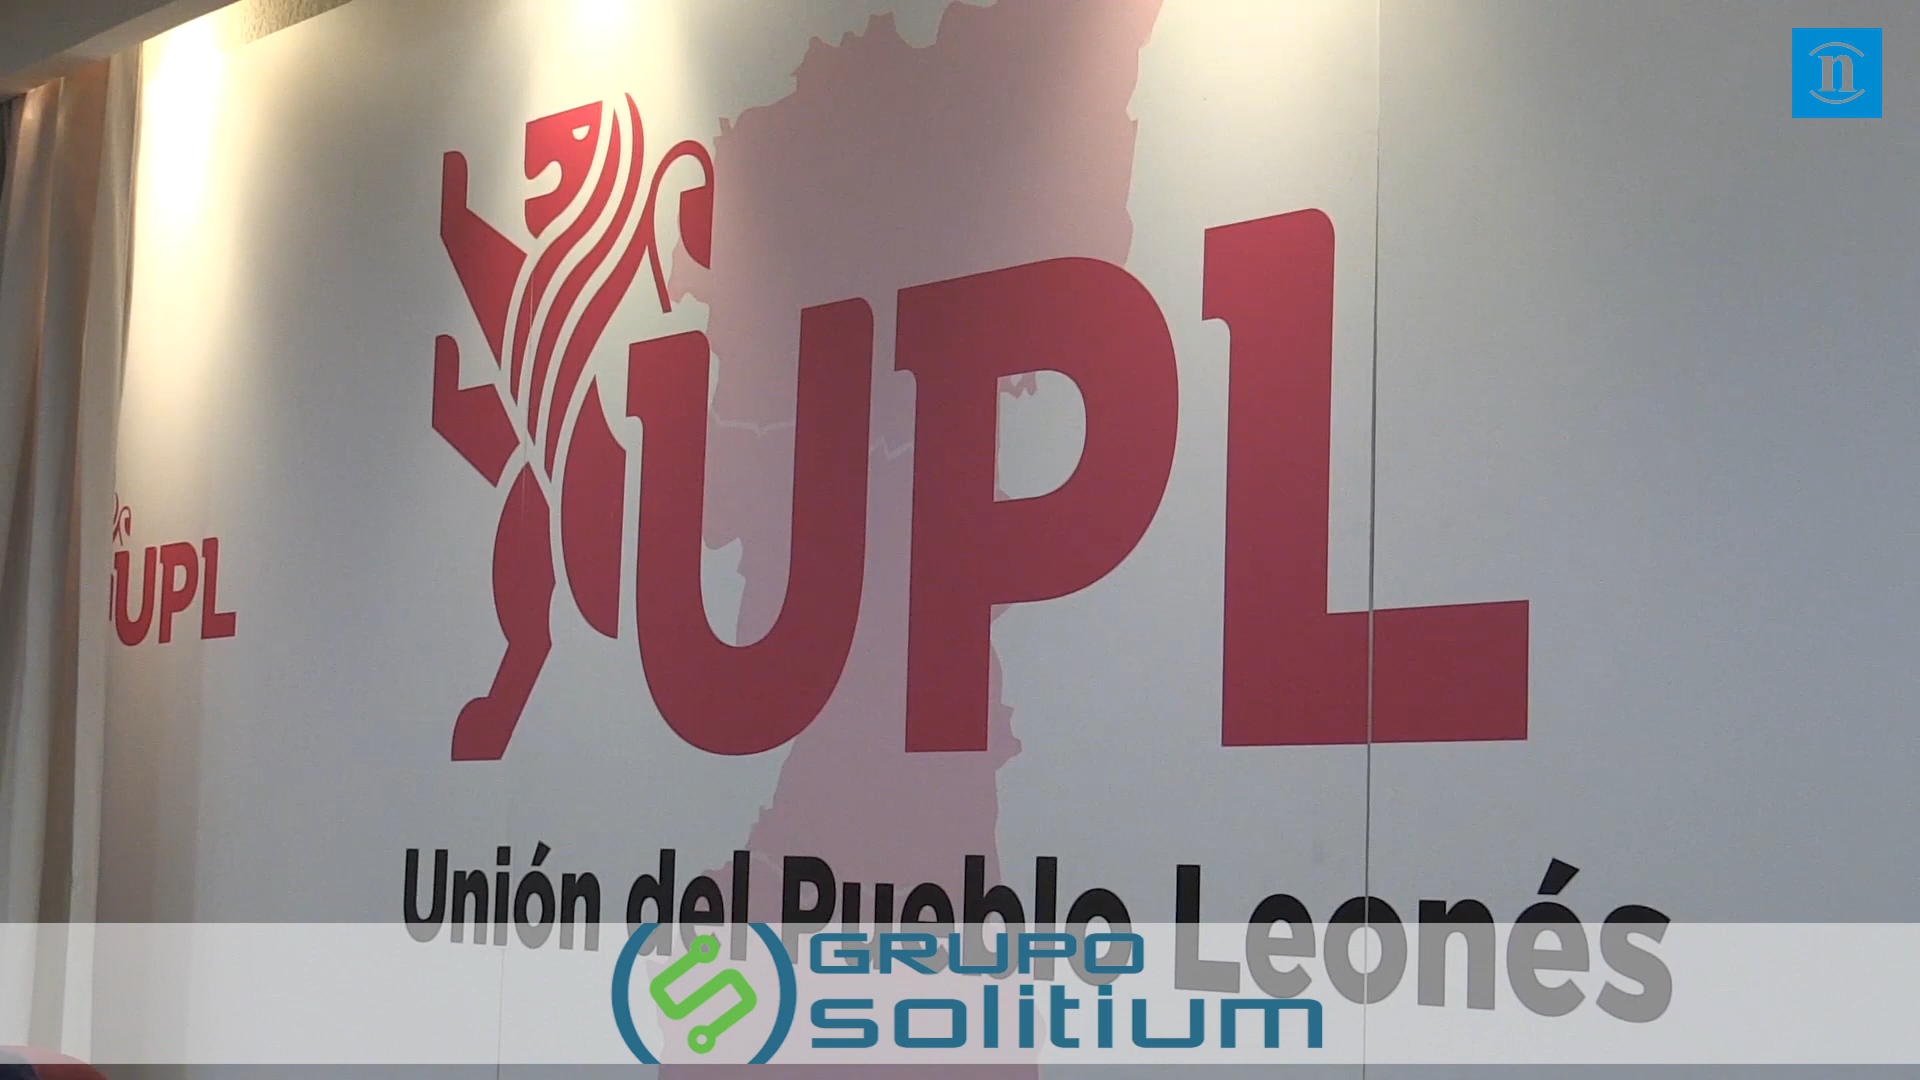 n
UPL
UPL
Unión del Pueblo Leonés
GRUPO
solitium